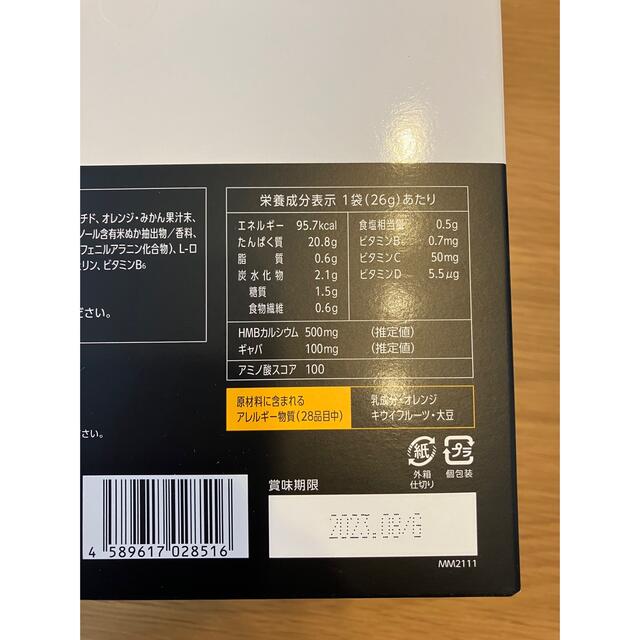 チド、オレンジ・みかん果汁末、
ノール含有米ぬか抽出物／香料、
フェニルアラニン化合物)、L-ロ
リン、ビタミンB6
ださい。
さい。
栄養成分表示 1袋(26g)あたり
エネルギー 95.7kcal
たんぱく質 20.8g
脂質 0.6g
炭水化物 2.1g
糖質 1.5g
食物繊維 0.6g
食塩相当量 0.5g
ビタミンB6 0.7mg
ビタミンC 50mg
ビタミンD 5.5μg
HMBカルシウム 500mg (推定値)
ギャバ 100mg (推定値)
アミノ酸スコア 100
原材料に含まれる
アレルギー物質(28品目中)
乳成分・オレンジ
キウイフルーツ・大豆
紙
外箱
仕切り
プラ
個包装
賞味期限
2023.09/6
MM2111
4 589617 028516